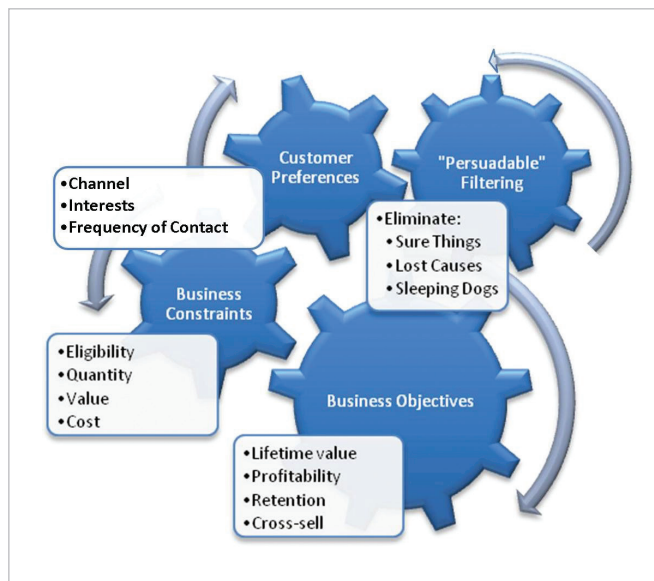 Customer
Preferences
"Persuadable"
Filtering
•Channel
•Interests
•Frequency of Contact
•Eliminate:
•Sure Things
•Lost Causes
•Sleeping Dogs
Business
Constraints
•Eligibility
•Quantity
•Value
•Cost
Business Objectives
•Lifetime value
•Profitability
•Retention
•Cross-sell